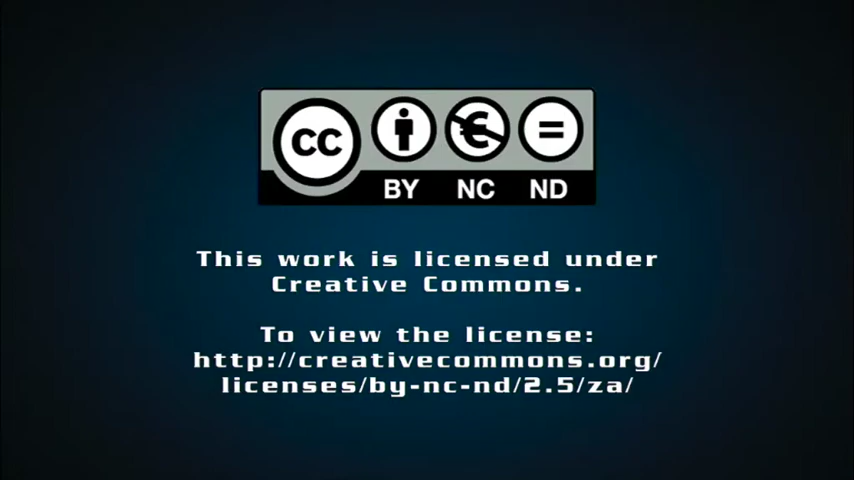 CC
BY NC ND
This work is licensed under
Creative Commons.
To view the license:
http://creativecommons.org/
licenses/by-nc-nd/2.5/za/